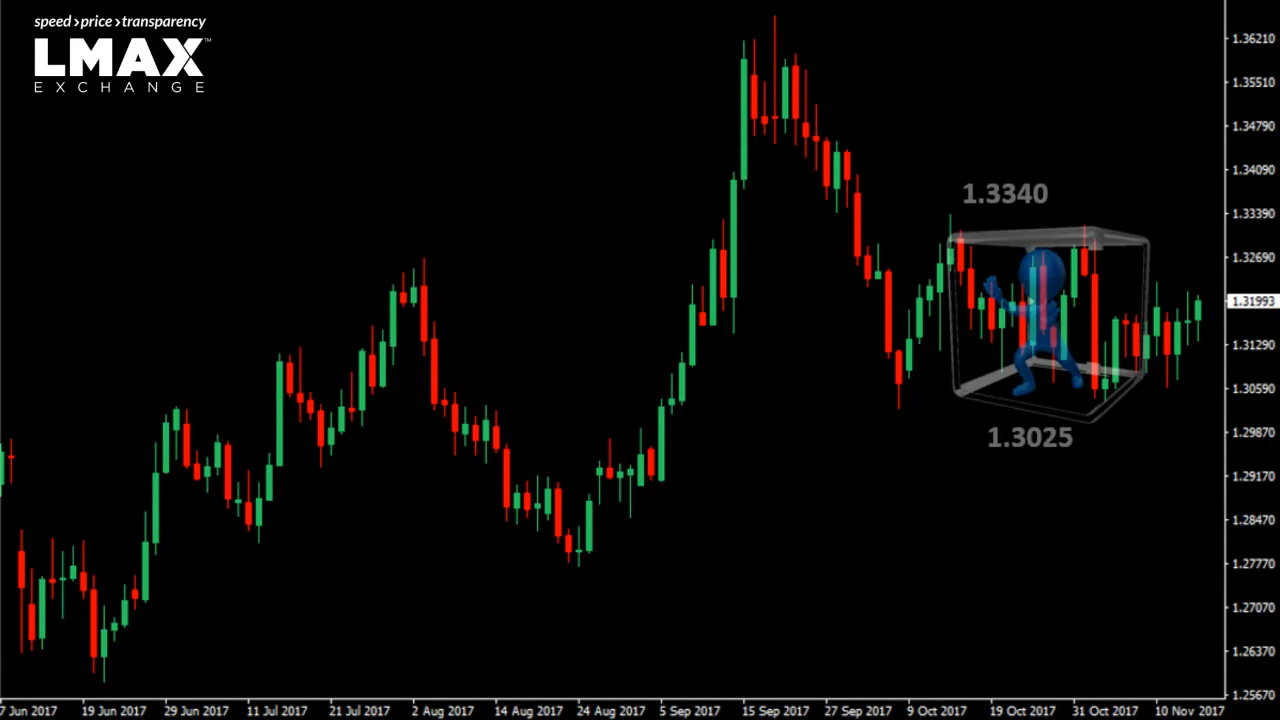 speed›price›transparency
LMAX™
EXCHANGE
1.36210
1.35510
1.34790
1.34090
1.33390
1.32690
1.31993
1.31290
1.30590
1.29870
1.29170
1.28470
1.27770
1.27070
1.26370
1.25670
1.3340
1.3025
7 Jun 2017
19 Jun 2017
29 Jun 2017
11 Jul 2017
21 Jul 2017
2 Aug 2017
14 Aug 2017
24 Aug 2017
5 Sep 2017
15 Sep 2017
27 Sep 2017
9 Oct 2017
19 Oct 2017
31 Oct 2017
10 Nov 2017